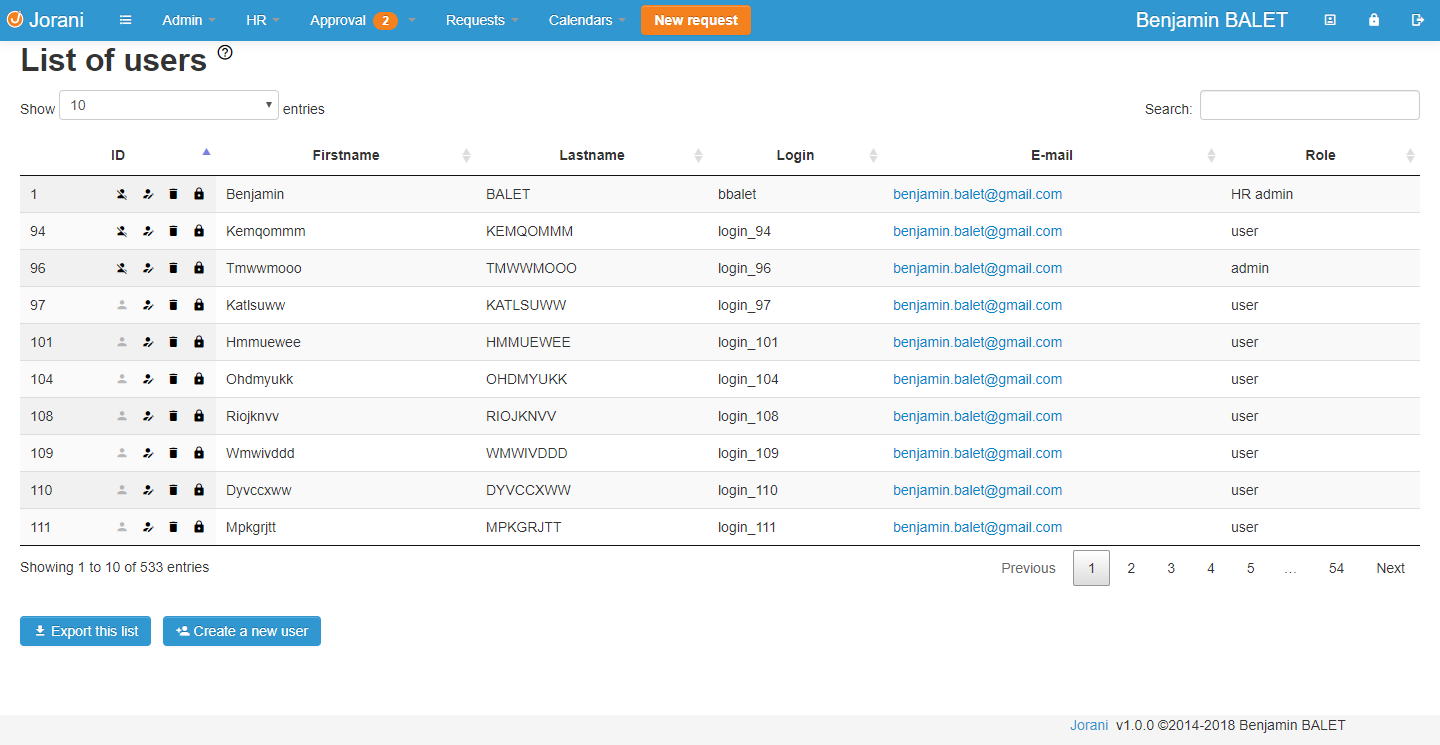 Jorani Admin HR Approval 2 Requests Calendars New request Benjamin BALET
List of users
Show 10 entries Search:
ID Firstname Lastname Login E-mail Role
1 Benjamin BALET bbalet benjamin.balet@gmail.com HR admin
94 Kemqommm KEMQOMMM login_94 benjamin.balet@gmail.com user
96 Tmwwmooo TMWWMOOO login_96 benjamin.balet@gmail.com admin
97 Katlsuww KATLSUWW login_97 benjamin.balet@gmail.com user
101 Hmmuewee HMMUEWEE login_101 benjamin.balet@gmail.com user
104 Ohdmyukk OHDMYUKK login_104 benjamin.balet@gmail.com user
108 Riojknvv RIOJKNVV login_108 benjamin.balet@gmail.com user
109 Wmwivddd WMWIVDDD login_109 benjamin.balet@gmail.com user
110 Dyvccxww DYVCCXWW login_110 benjamin.balet@gmail.com user
111 Mpkgrjtt MPKGRJTT login_111 benjamin.balet@gmail.com user
Showing 1 to 10 of 533 entries Previous 1 2 3 4 5 … 54 Next
Export this list Create a new user
Jorani v1.0.0 ©2014-2018 Benjamin BALET